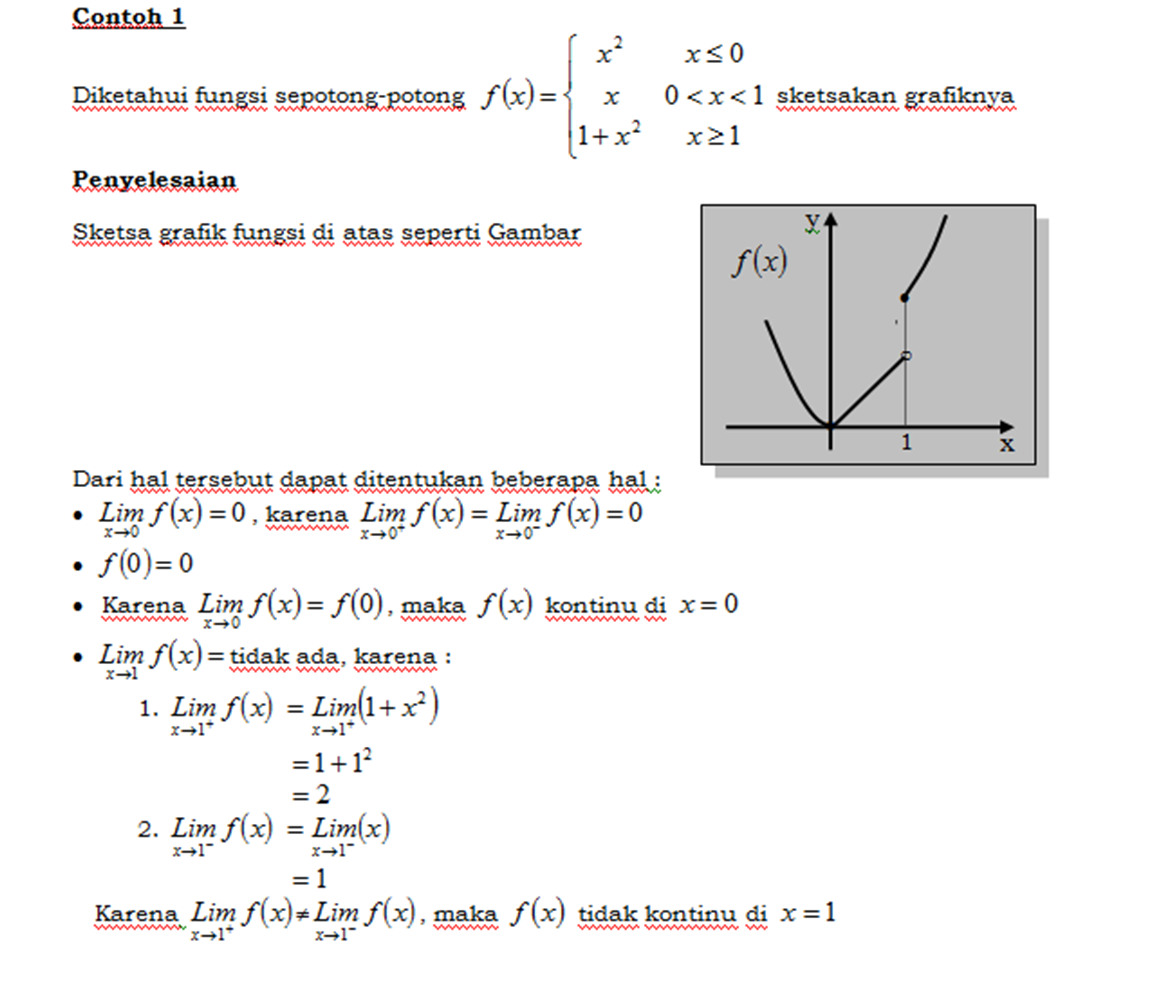 Contoh 1
Diketahui fungsi sepotong-potong f(x) = { x² x ≤ 0
x 0 < x < 1 sketsakan grafiknya
1 + x² x ≥ 1
Penyelesaian
Sketsa grafik fungsi di atas seperti Gambar
y
f(x)
1
x
Dari hal tersebut dapat ditentukan beberapa hal :
• Lim x→0 f(x) = 0 , karena Lim x→0⁺ f(x) = Lim x→0⁻ f(x) = 0
• f(0) = 0
• Karena Lim x→0 f(x) = f(0), maka f(x) kontinu di x = 0
• Lim x→1 f(x) = tidak ada, karena :
1. Lim x→1⁺ f(x) = Lim x→1⁺ (1 + x²)
= 1 + 1²
= 2
2. Lim x→1⁻ f(x) = Lim x→1⁻ (x)
= 1
Karena Lim x→1⁺ f(x) ≠ Lim x→1⁻ f(x), maka f(x) tidak kontinu di x = 1